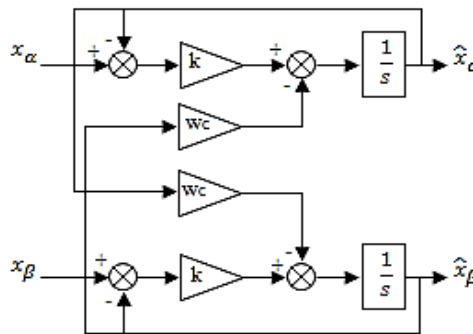 -
x_α + k + 1/s x̂_α
-
wc
wc
-
x_β + k + 1/s x̂_β
-